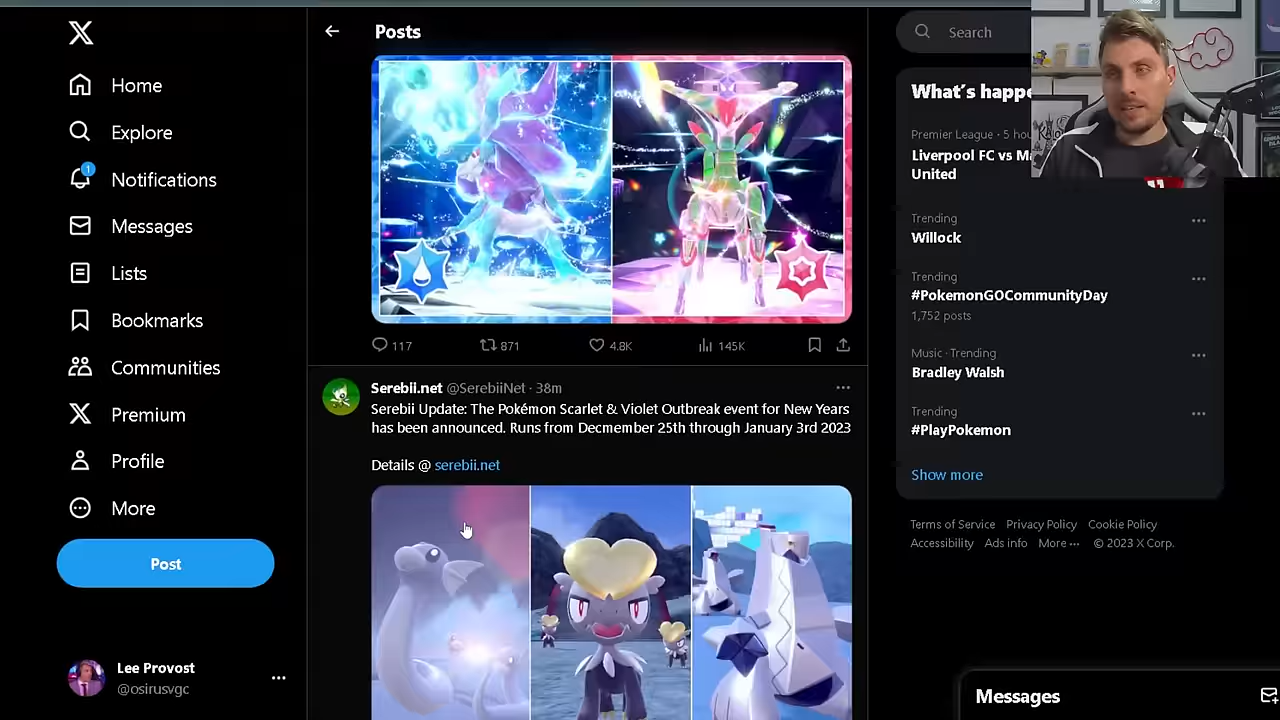 Home
Explore
1
Notifications
Messages
Lists
Bookmarks
Communities
Premium
Profile
More
Post
Lee Provost
@osirusvgc
Posts
117
871
4.8K
145K
Serebii.net @SerebiiNet · 38m
Serebii Update: The Pokémon Scarlet & Violet Outbreak event for New Years
has been announced. Runs from Decmember 25th through January 3rd 2023
Details @ serebii.net
Search
What's happe
Premier League · 5 hou
Liverpool FC vs Ma
United
Trending
Willock
Trending
#PokemonGOCommunityDay
1,752 posts
Music · Trending
Bradley Walsh
Trending
#PlayPokemon
Show more
Terms of Service Privacy Policy Cookie Policy
Accessibility Ads info More ··· © 2023 X Corp.
Messages